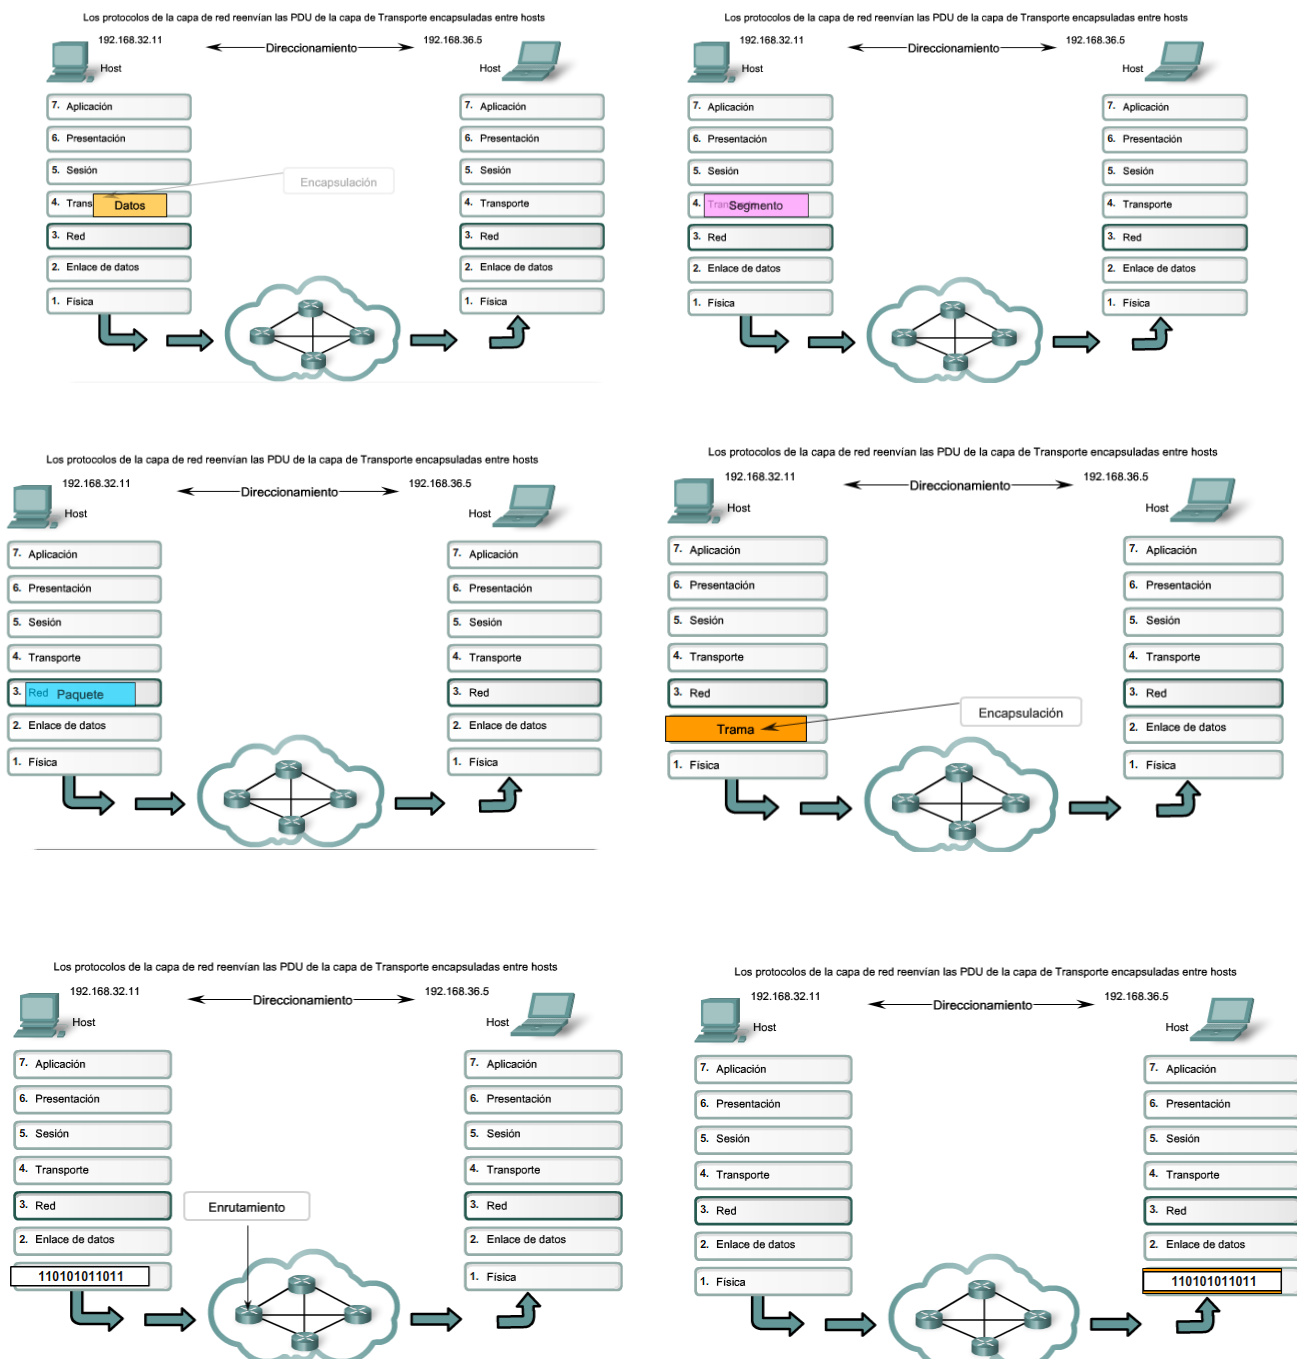 Los protocolos de la capa de red reenvían las PDU de la capa de Transporte encapsuladas entre hosts
192.168.32.11
Direccionamiento
192.168.36.5
Host
Host
7. Aplicación
6. Presentación
5. Sesión
4. Trans
Datos
3. Red
2. Enlace de datos
1. Física
Encapsulación
7. Aplicación
6. Presentación
5. Sesión
4. Transporte
3. Red
2. Enlace de datos
1. Física
Los protocolos de la capa de red reenvían las PDU de la capa de Transporte encapsuladas entre hosts
192.168.32.11
Direccionamiento
192.168.36.5
Host
Host
7. Aplicación
6. Presentación
5. Sesión
4. Transporte
Segmento
3. Red
2. Enlace de datos
1. Física
7. Aplicación
6. Presentación
5. Sesión
4. Transporte
3. Red
2. Enlace de datos
1. Física
Los protocolos de la capa de red reenvían las PDU de la capa de Transporte encapsuladas entre hosts
192.168.32.11
Direccionamiento
192.168.36.5
Host
Host
7. Aplicación
6. Presentación
5. Sesión
4. Transporte
3. Red Paquete
2. Enlace de datos
1. Física
7. Aplicación
6. Presentación
5. Sesión
4. Transporte
3. Red
2. Enlace de datos
1. Física
Los protocolos de la capa de red reenvían las PDU de la capa de Transporte encapsuladas entre hosts
192.168.32.11
Direccionamiento
192.168.36.5
Host
Host
7. Aplicación
6. Presentación
5. Sesión
4. Transporte
3. Red
Trama
1. Física
Encapsulación
7. Aplicación
6. Presentación
5. Sesión
4. Transporte
3. Red
2. Enlace de datos
1. Física
Los protocolos de la capa de red reenvían las PDU de la capa de Transporte encapsuladas entre hosts
192.168.32.11
Direccionamiento
192.168.36.5
Host
Host
7. Aplicación
6. Presentación
5. Sesión
4. Transporte
3. Red
2. Enlace de datos
110101011011
Enrutamiento
7. Aplicación
6. Presentación
5. Sesión
4. Transporte
3. Red
2. Enlace de datos
1. Física
Los protocolos de la capa de red reenvían las PDU de la capa de Transporte encapsuladas entre hosts
192.168.32.11
Direccionamiento
192.168.36.5
Host
Host
7. Aplicación
6. Presentación
5. Sesión
4. Transporte
3. Red
2. Enlace de datos
1. Física
7. Aplicación
6. Presentación
5. Sesión
4. Transporte
3. Red
2. Enlace de datos
110101011011